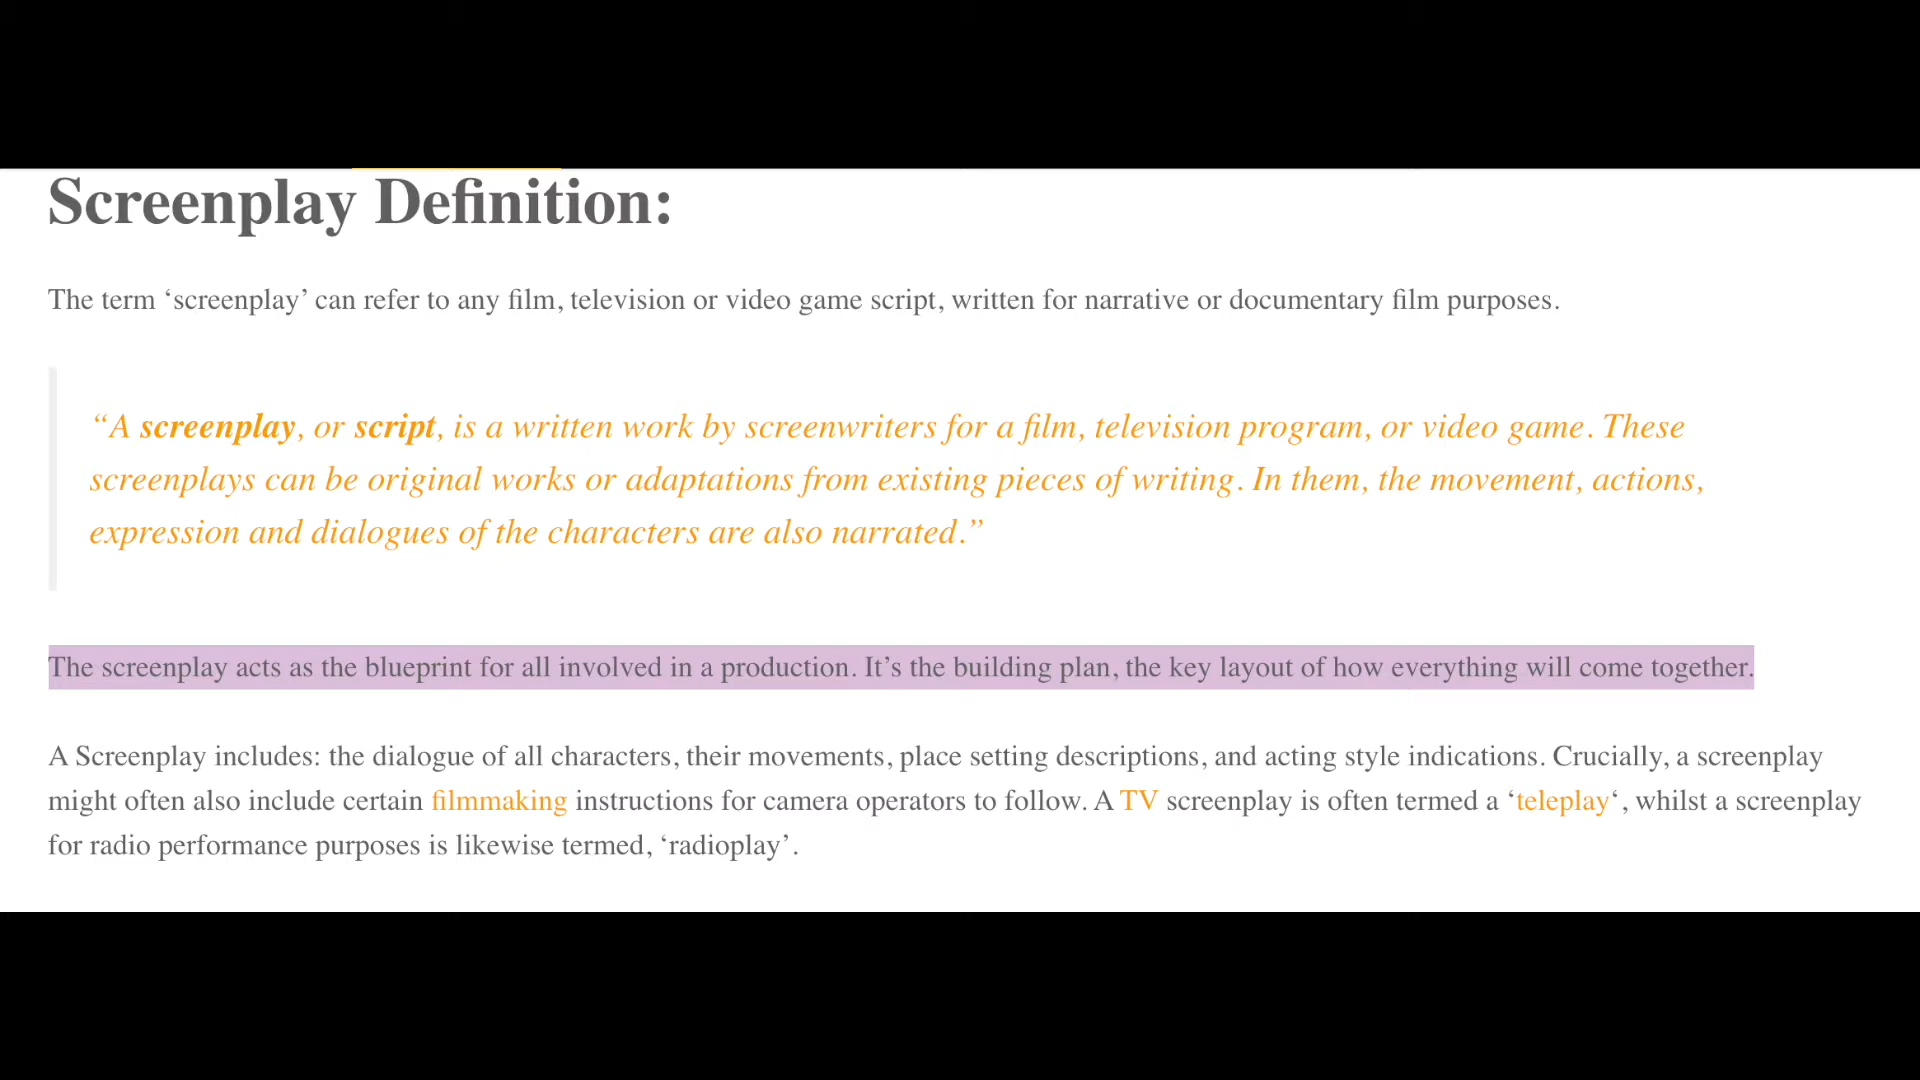 Screenplay Definition:
The term ‘screenplay’ can refer to any film, television or video game script, written for narrative or documentary film purposes.
“A screenplay, or script, is a written work by screenwriters for a film, television program, or video game. These
screenplays can be original works or adaptations from existing pieces of writing. In them, the movement, actions,
expression and dialogues of the characters are also narrated.”
The screenplay acts as the blueprint for all involved in a production. It’s the building plan, the key layout of how everything will come together.
A Screenplay includes: the dialogue of all characters, their movements, place setting descriptions, and acting style indications. Crucially, a screenplay
might often also include certain filmmaking instructions for camera operators to follow. A TV screenplay is often termed a ‘teleplay‘, whilst a screenplay
for radio performance purposes is likewise termed, ‘radioplay’.